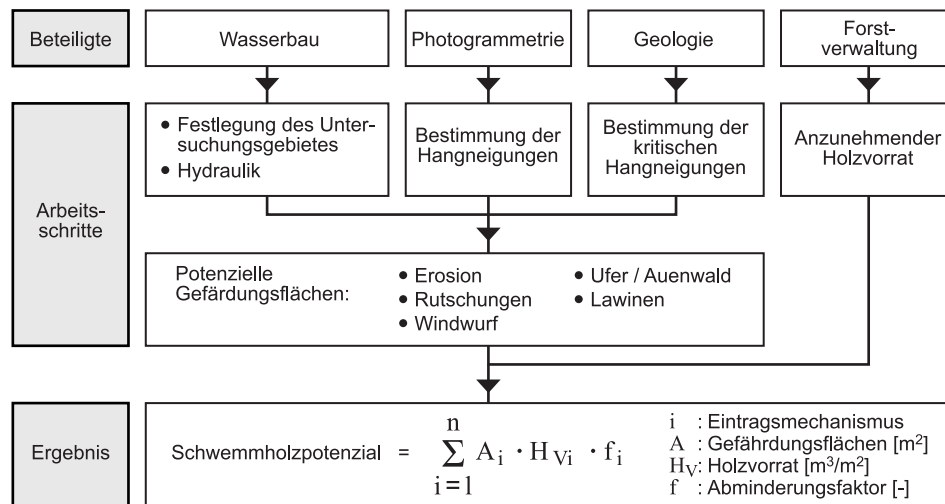 Beteiligte
Wasserbau
Photogrammetrie
Geologie
Forst-
verwaltung
Arbeits-
schritte
• Festlegung des Unter-
suchungsgebietes
• Hydraulik
Bestimmung der
Hangneigungen
Bestimmung der
kritischen
Hangneigungen
Anzunehmender
Holzvorrat
Potenzielle
Gefärdungsflächen:
• Erosion
• Rutschungen
• Windwurf
• Ufer / Auenwald
• Lawinen
Ergebnis
Schwemmholzpotenzial = n ∑ i=1 A_i · H_Vi · f_i
i : Eintragsmechanismus
A : Gefährdungsflächen [m²]
H_V: Holzvorrat [m³/m²]
f : Abminderungsfaktor [-]